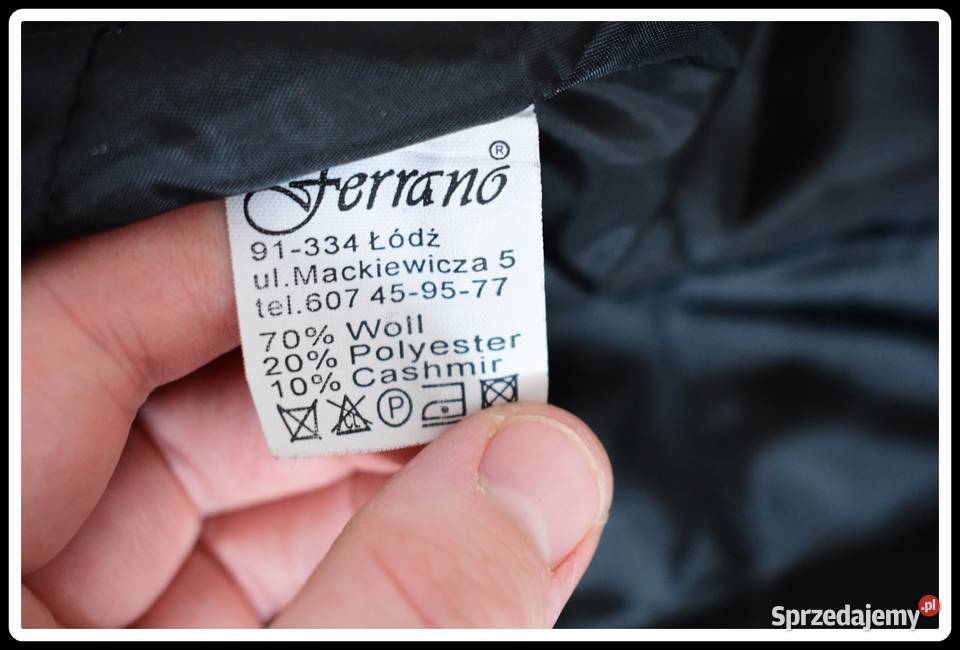 Ferrano ®
91-334 Łódź
ul.Mackiewicza 5
tel.607 45-95-77
70% Woll
20% Polyester
10% Cashmir
CL P
Sprzedajemy.pl